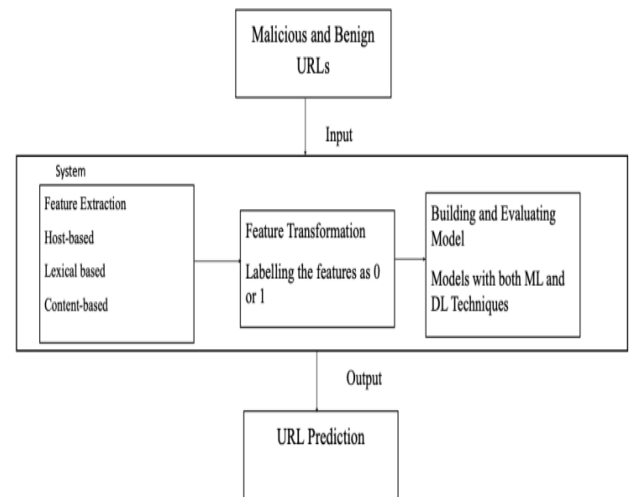 Malicious and Benign
URLs
Input
System
Feature Extraction
Host-based
Lexical based
Content-based
Feature Transformation
Labelling the features as 0
or 1
Building and Evaluating
Model
Models with both ML and
DL Techniques
Output
URL Prediction